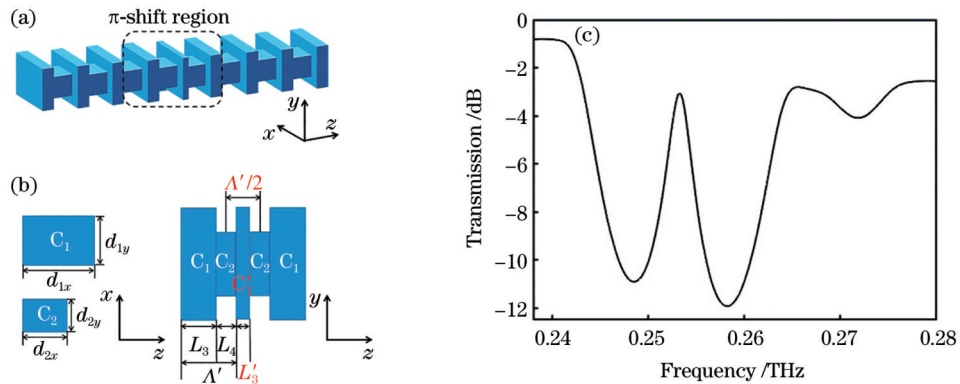 (a)
π-shift region
y
x
z
(b)
Λ′/2
C₁
d₁y
d₁x
C₂
d₂y
d₂x
x
z
C₁
C₂
C₂
C₁
y
z
L₃
L₄
Λ′
L′₃
(c)
Transmission /dB
0
−2
−4
−6
−8
−10
−12
0.24
0.25
0.26
0.27
0.28
Frequency /THz